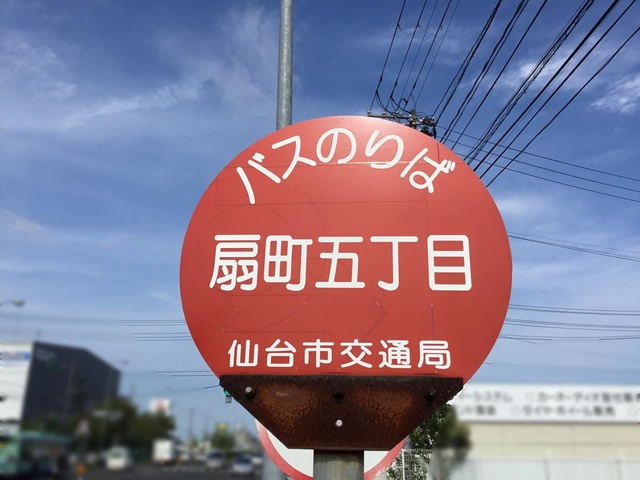 バスのりば
扇町五丁目
仙台市交通局